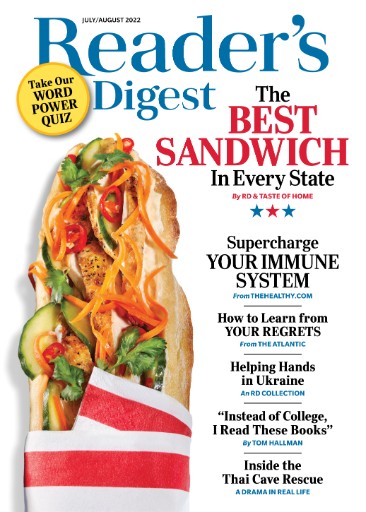 JULY/AUGUST 2022
Reader's
Digest
Take Our
WORD
POWER
QUIZ
The
BEST
SANDWICH
In Every State
By RD & TASTE OF HOME
Supercharge
YOUR IMMUNE
SYSTEM
From THEHEALTHY.COM
How to Learn from
YOUR REGRETS
From THE ATLANTIC
Helping Hands
in Ukraine
An RD COLLECTION
“Instead of College,
I Read These Books”
By TOM HALLMAN
Inside the
Thai Cave Rescue
A DRAMA IN REAL LIFE